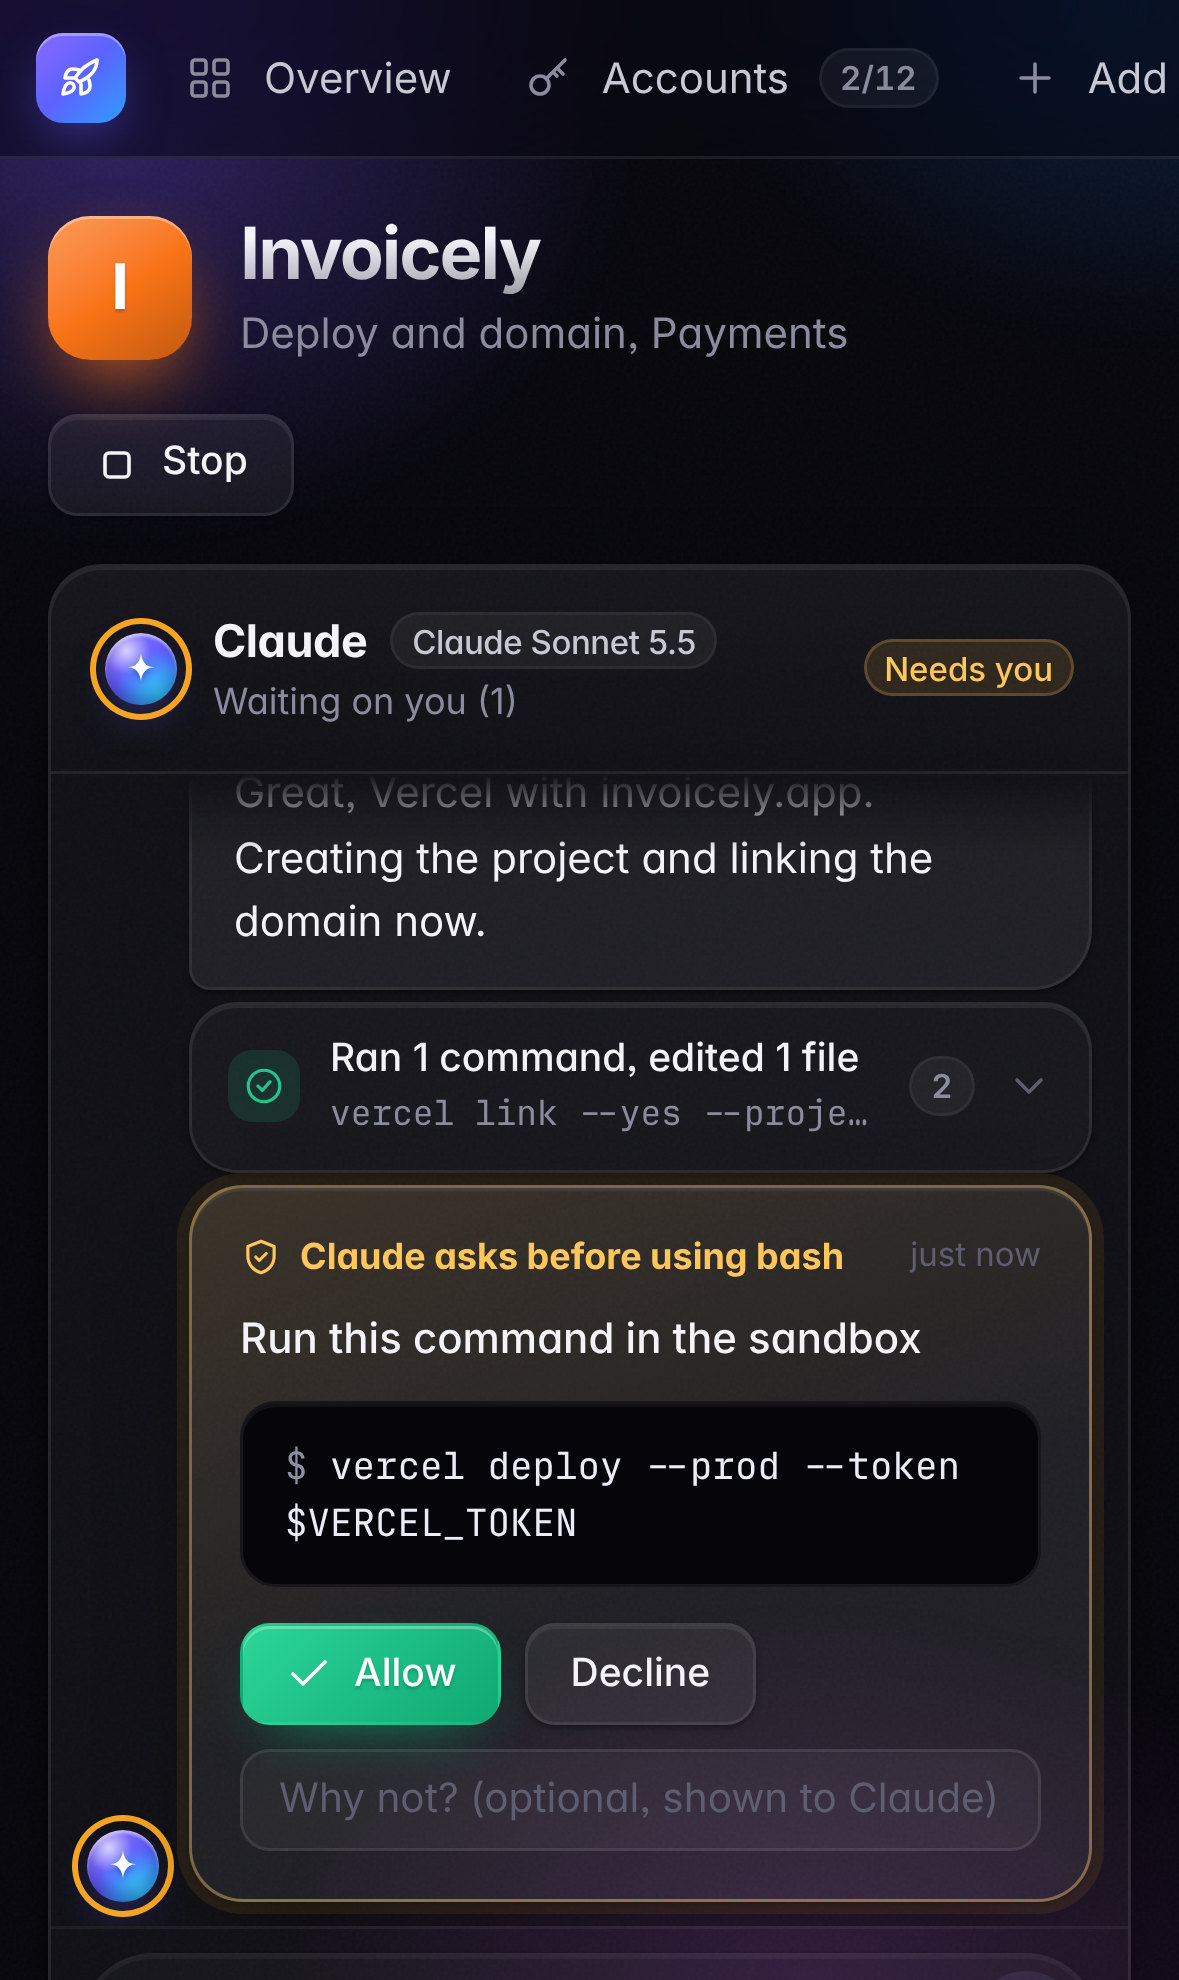 Overview
Accounts
2/12
Add
I
Invoicely
Deploy and domain, Payments
Stop
Claude
Claude Sonnet 5.5
Needs you
Waiting on you (1)
Great, Vercel with invoicely.app.
Creating the project and linking the
domain now.
Ran 1 command, edited 1 file
vercel link --yes --proje…
2
Claude asks before using bash
just now
Run this command in the sandbox
$ vercel deploy --prod --token
$VERCEL_TOKEN
Allow
Decline
Why not? (optional, shown to Claude)